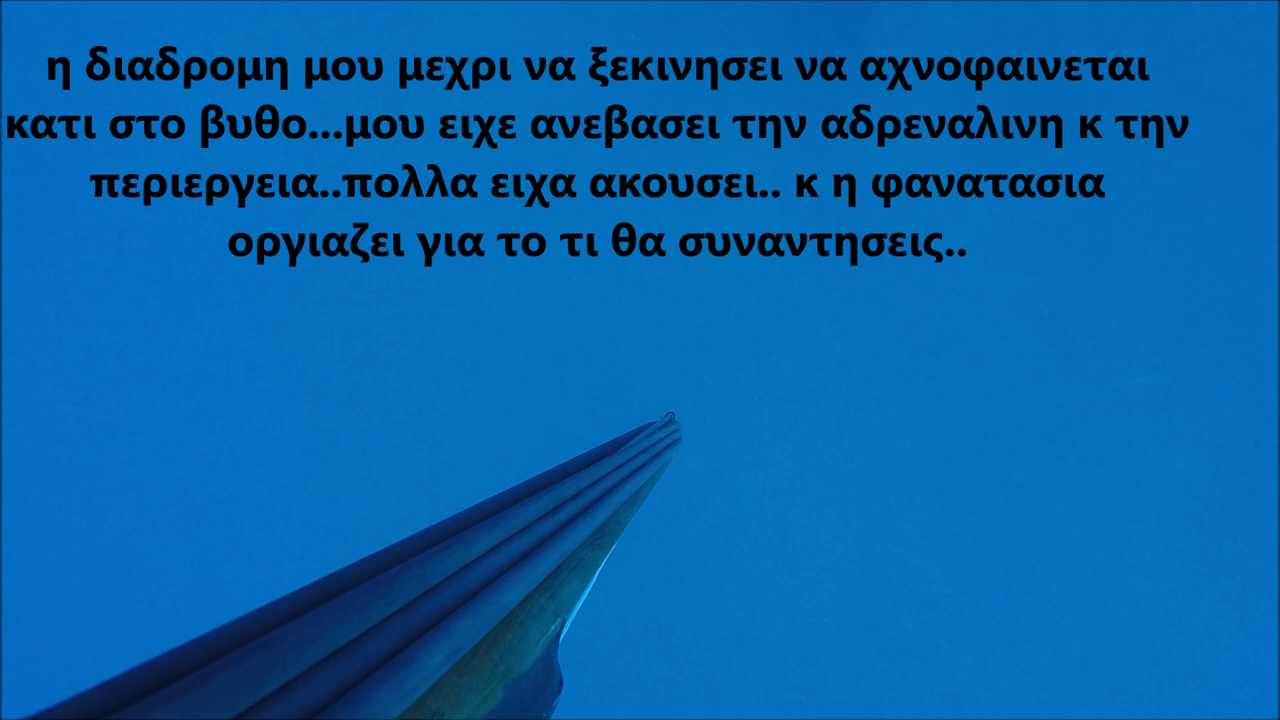 η διαδρομη μου μεχρι να ξεκινησει να αχνοφαινεται
κατι στο βυθο...μου ειχε ανεβασει την αδρεναλινη κ την
περιεργεια..πολλα ειχα ακουσει.. κ η φανατασια
οργιαζει για το τι θα συναντησεις..